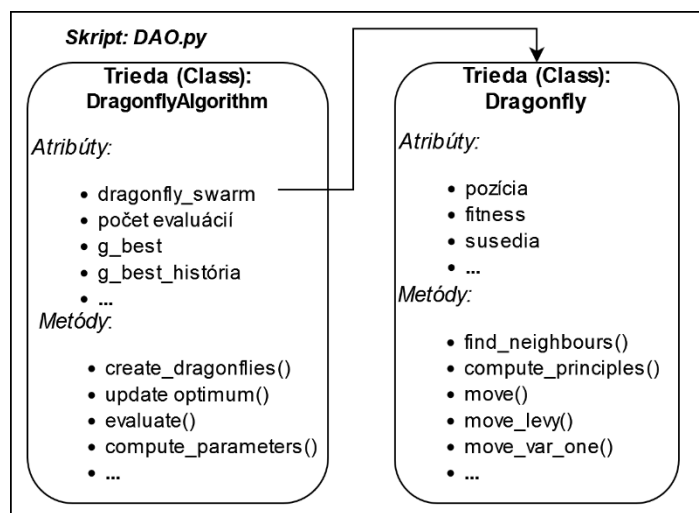 Skript: DAO.py
Trieda (Class):
DragonflyAlgorithm
Atribúty:
• dragonfly_swarm
• počet evaluácií
• g_best
• g_best_história
• ...
Metódy:
• create_dragonflies()
• update optimum()
• evaluate()
• compute_parameters()
• ...
Trieda (Class):
Dragonfly
Atribúty:
• pozícia
• fitness
• susedia
• ...
Metódy:
• find_neighbours()
• compute_principles()
• move()
• move_levy()
• move_var_one()
• ...